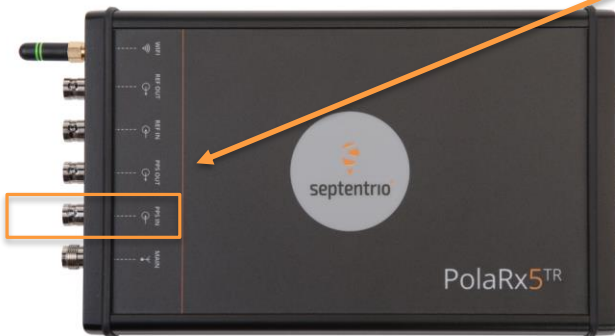 WIFI
REF OUT
REF IN
PPS OUT
PPS IN
MAIN
septentrio
PolaRx5TR